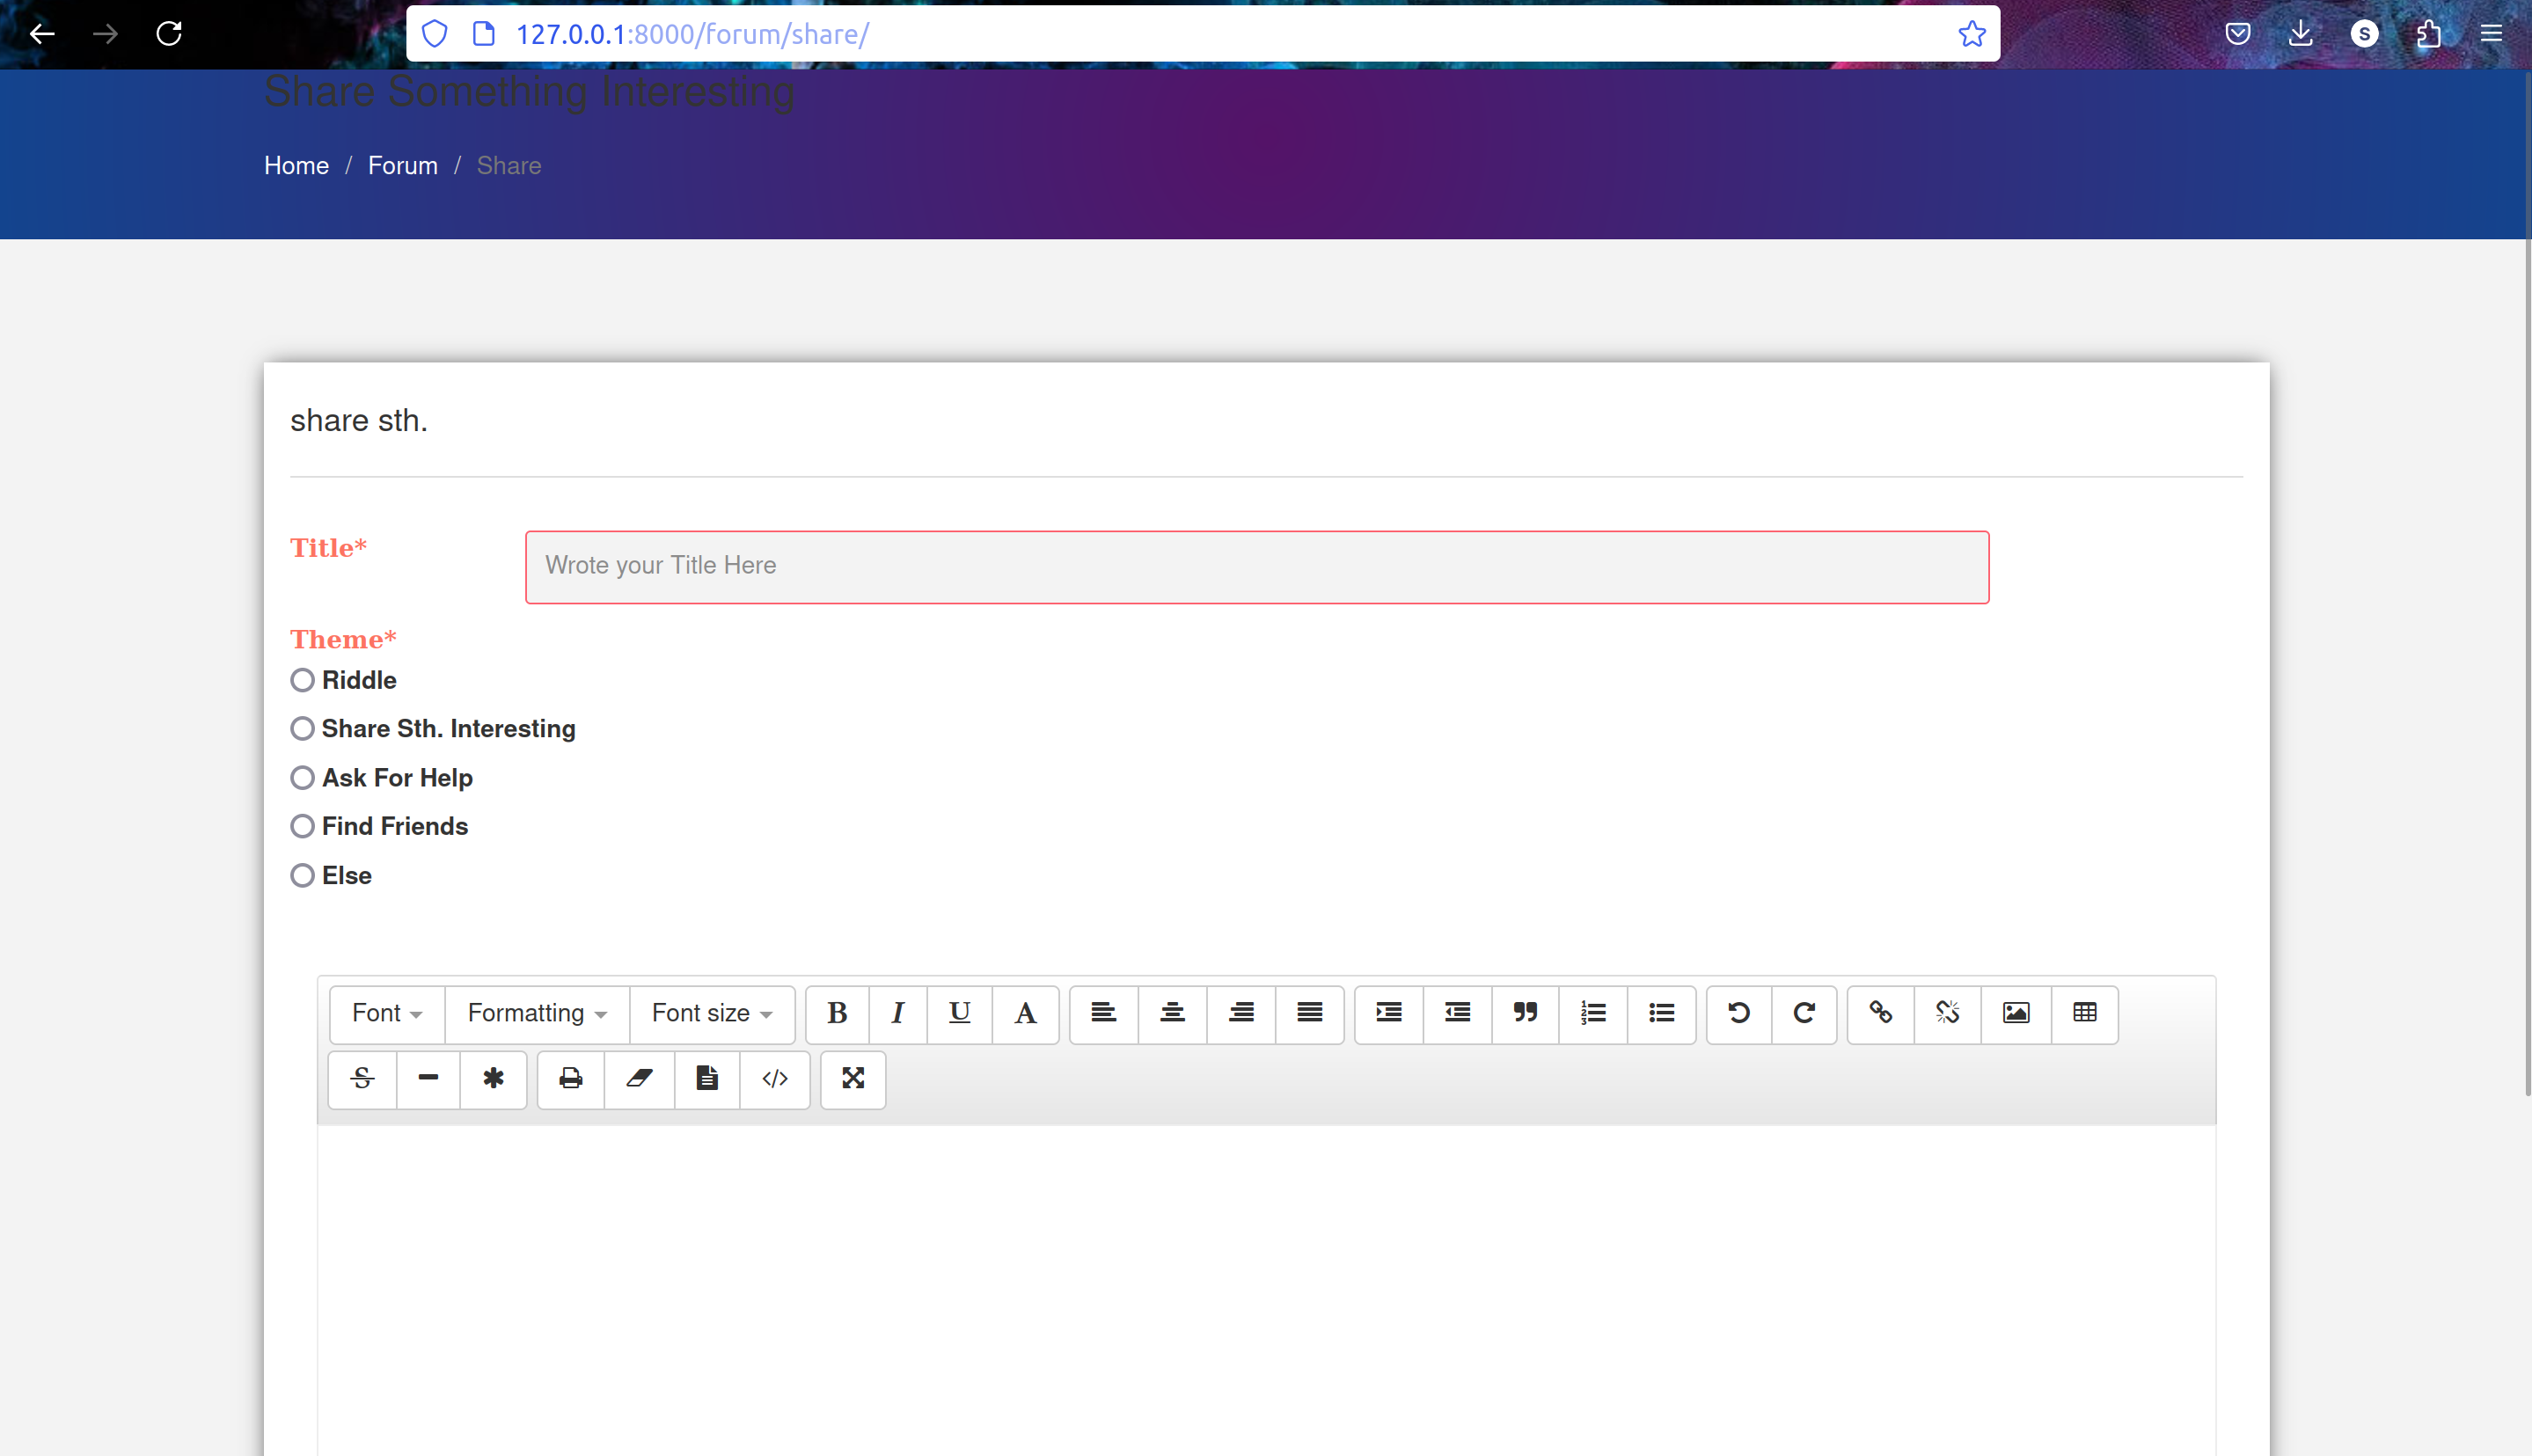 127.0.0.1:8000/forum/share/
S
Share Something Interesting
Home / Forum / Share
share sth.
Title*
Wrote your Title Here
Theme*
Riddle
Share Sth. Interesting
Ask For Help
Find Friends
Else
Font Formatting Font size B I U A
S </>